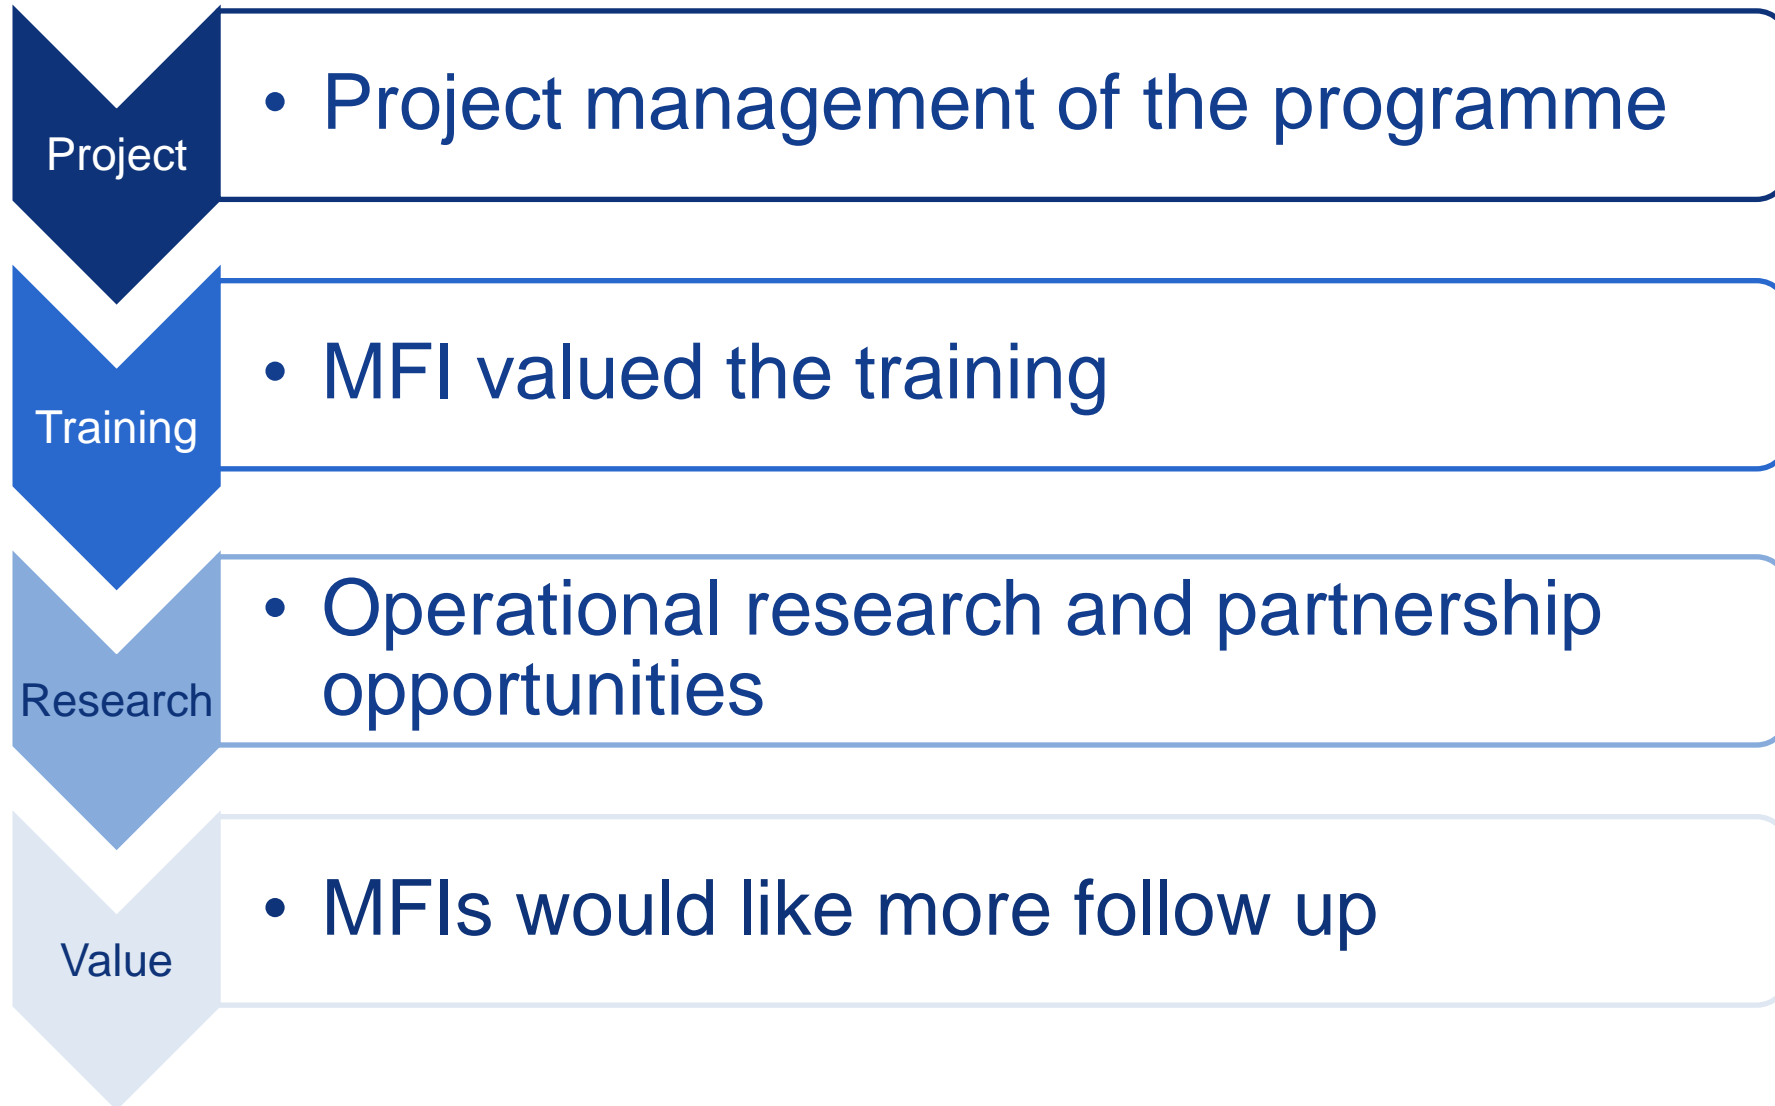 Project
• Project management of the programme
Training
• MFI valued the training
Research
• Operational research and partnership
opportunities
Value
• MFIs would like more follow up